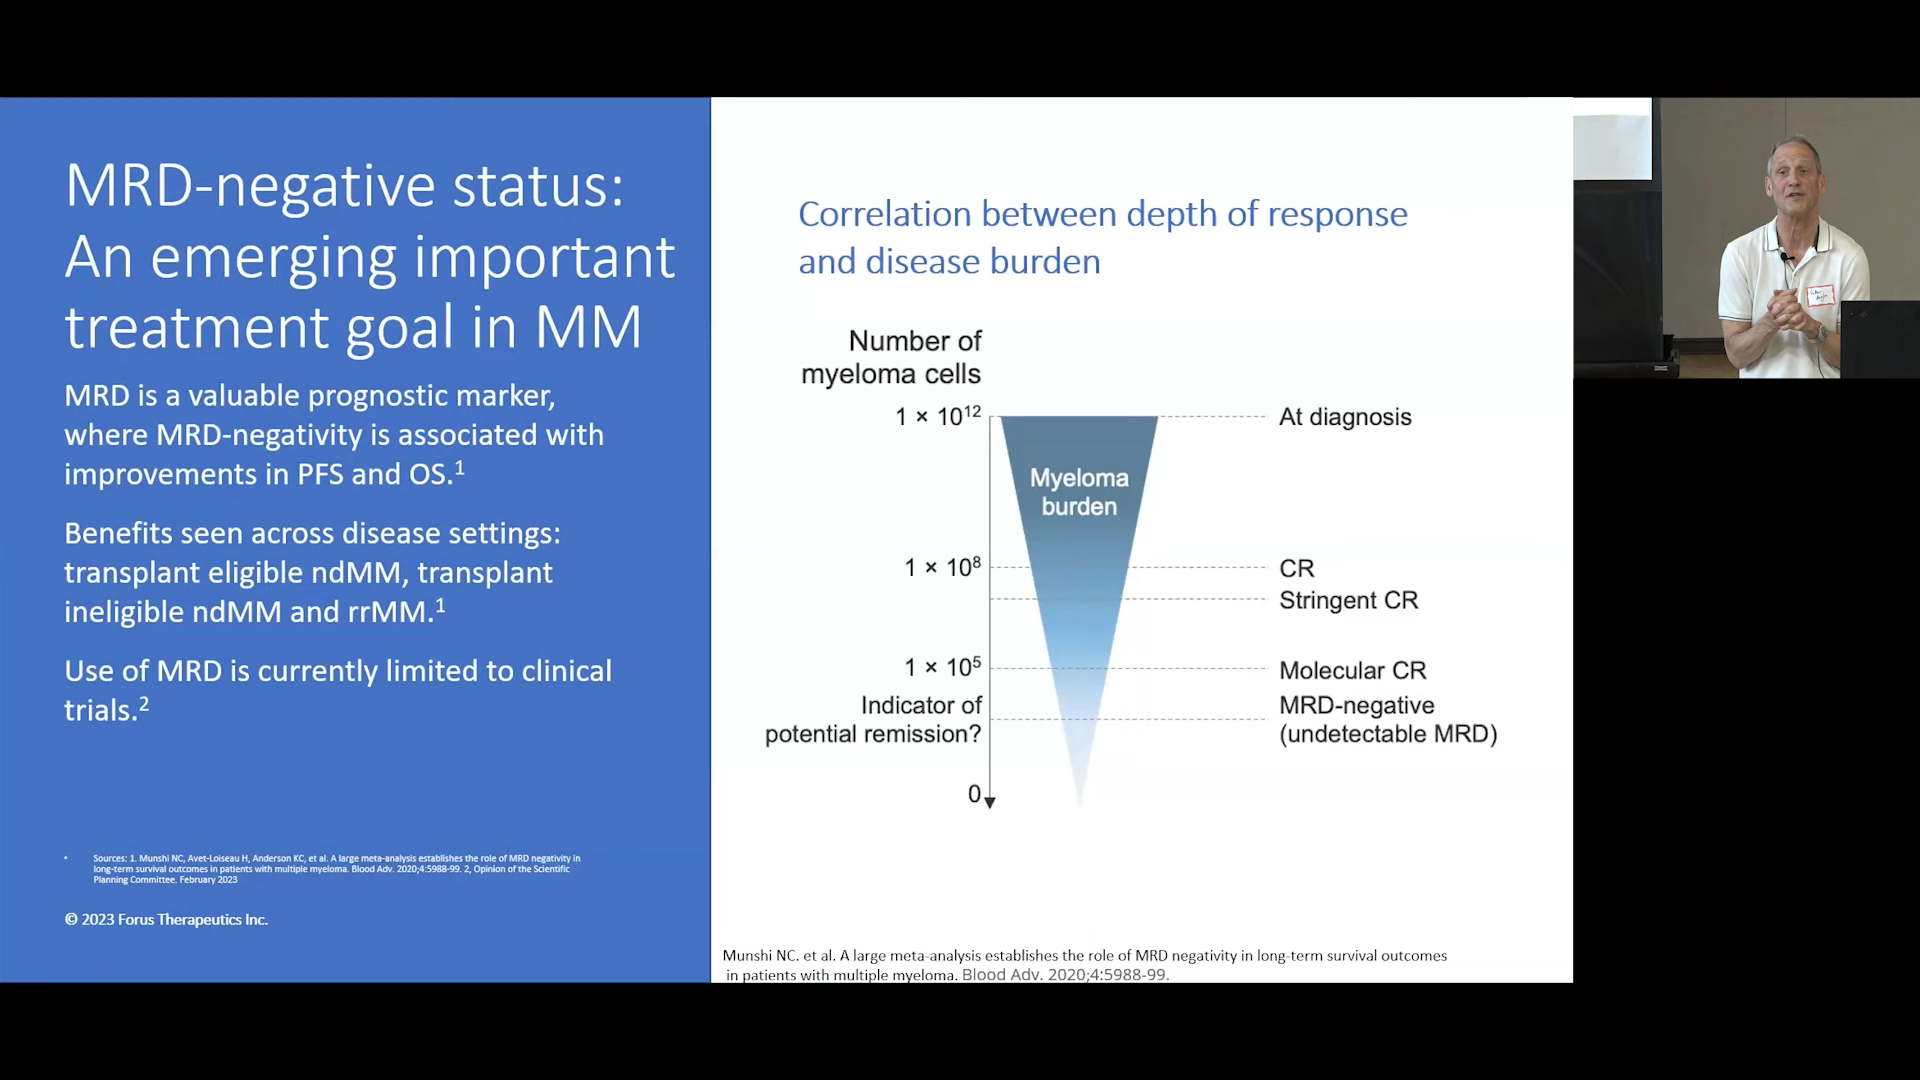 MRD-negative status:
An emerging important
treatment goal in MM
MRD is a valuable prognostic marker,
where MRD-negativity is associated with
improvements in PFS and OS.¹
Benefits seen across disease settings:
transplant eligible ndMM, transplant
ineligible ndMM and rrMM.¹
Use of MRD is currently limited to clinical
trials.²
• Sources: 1. Munshi NC, Avet-Loiseau H, Anderson KC, et al. A large meta-analysis establishes the role of MRD negativity in
long-term survival outcomes in patients with multiple myeloma. Blood Adv. 2020;4:5988-99. 2, Opinion of the Scientific
Planning Committee. February 2023
© 2023 Forus Therapeutics Inc.
Correlation between depth of response
and disease burden
Number of
myeloma cells
1 × 10¹²
At diagnosis
Myeloma
burden
1 × 10⁸
CR
Stringent CR
1 × 10⁵
Molecular CR
Indicator of
potential remission?
MRD-negative
(undetectable MRD)
0
Munshi NC. et al. A large meta-analysis establishes the role of MRD negativity in long-term survival outcomes
in patients with multiple myeloma. Blood Adv. 2020;4:5988-99.